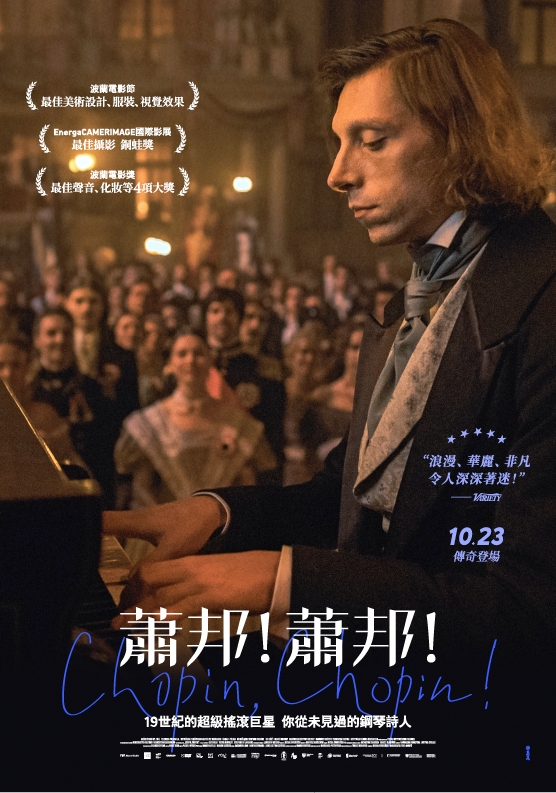 波蘭電影節
最佳美術設計、服裝、視覺效果
EnergaCAMERIMAGE國際影展
最佳攝影 銅蛙獎
波蘭電影獎
最佳聲音、化妝等4項大獎
“浪漫、華麗、非凡
令人深深著迷!”
VARIETY
10.23
傳奇登場
蕭邦!蕭邦!
Chopin, Chopin!
19世紀的超級搖滾巨星 你從未見過的鋼琴詩人